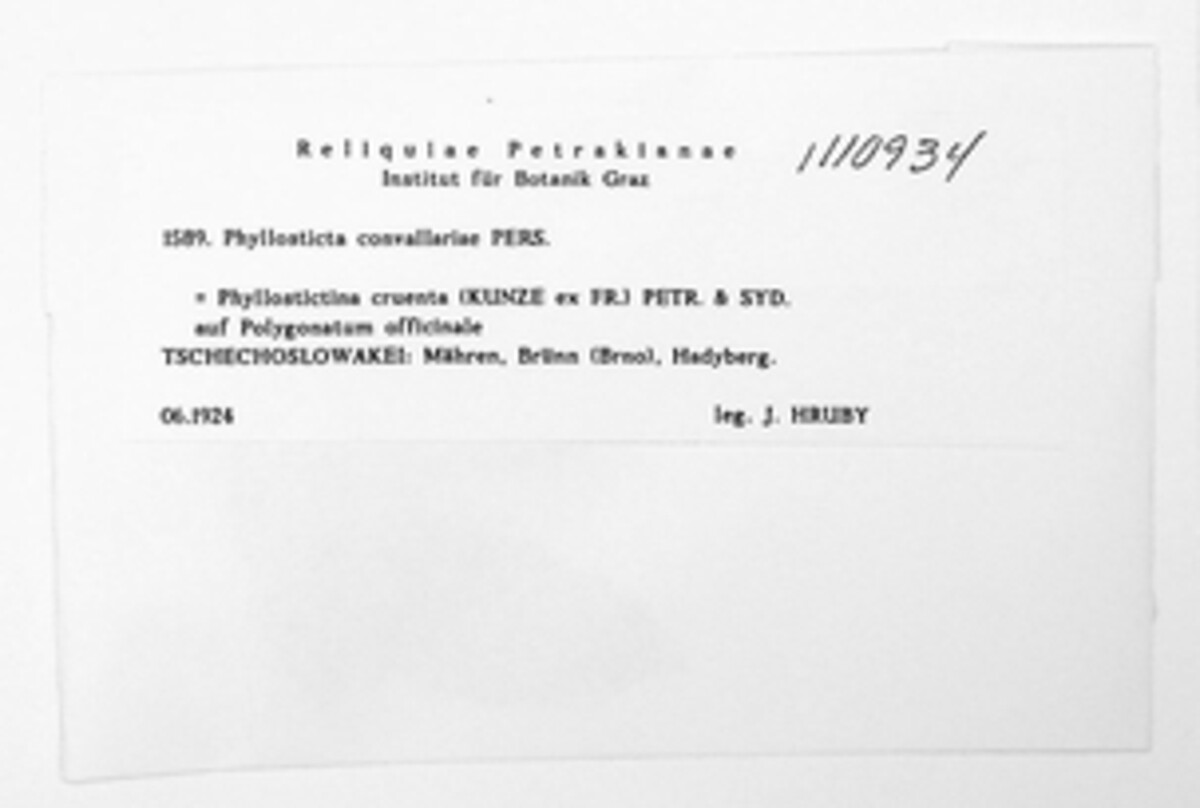 Reliquiae Petrakianae
Institut für Botanik Graz
1110934
1589. Phyllosticta convallariae PERS.
= Phyllostictina cruenta (KUNZE ex FR.) PETR. & SYD.
auf Polygonatum officinale
TSCHECHOSLOWAKEI: Mähren, Brünn (Brno), Hadyberg.
06.1924 leg. J. HRUBY